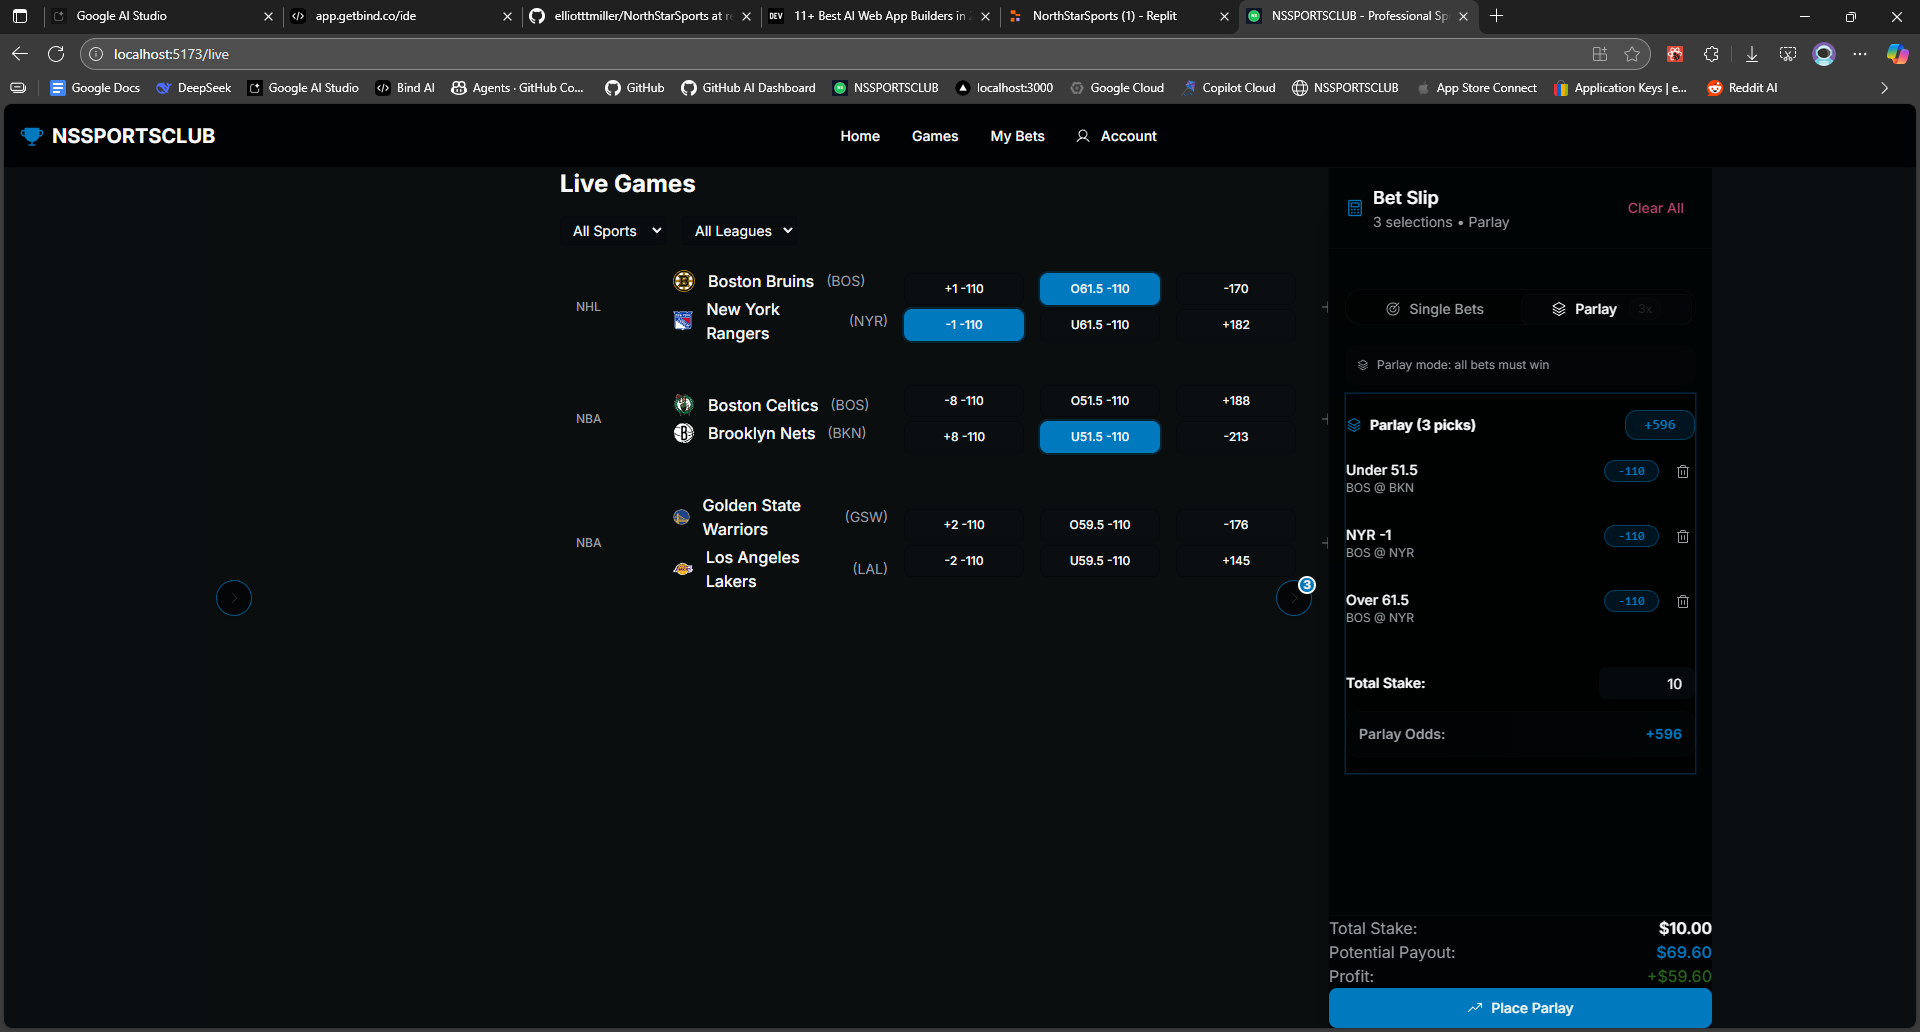 Google AI Studio
app.getbind.co/ide
elliotttmiller/NorthStarSports at re
DEV
11+ Best AI Web App Builders in 2
NorthStarSports (1) - Replit
NSSPORTSCLUB - Professional Sp
localhost:5173/live
Google Docs
DeepSeek
Google AI Studio
Bind AI
Agents · GitHub Co...
GitHub
GitHub AI Dashboard
NSSPORTSCLUB
localhost:3000
Google Cloud
Copilot Cloud
NSSPORTSCLUB
App Store Connect
Application Keys | e...
Reddit AI
NSSPORTSCLUB
Home
Games
My Bets
Account
Live Games
All Sports
All Leagues
NHL
Boston Bruins (BOS)
New York
Rangers
(NYR)
+1 -110
O61.5 -110
-170
-1 -110
U61.5 -110
+182
NBA
Boston Celtics (BOS)
Brooklyn Nets (BKN)
-8 -110
O51.5 -110
+188
+8 -110
U51.5 -110
-213
NBA
Golden State
Warriors
(GSW)
Los Angeles
Lakers
(LAL)
+2 -110
O59.5 -110
-176
-2 -110
U59.5 -110
+145
3
Bet Slip
3 selections • Parlay
Clear All
Single Bets
Parlay
3x
Parlay mode: all bets must win
Parlay (3 picks)
+596
Under 51.5
-110
BOS @ BKN
NYR -1
-110
BOS @ NYR
Over 61.5
-110
BOS @ NYR
Total Stake:
10
Parlay Odds:
+596
Total Stake:
$10.00
Potential Payout:
$69.60
Profit:
+$59.60
Place Parlay